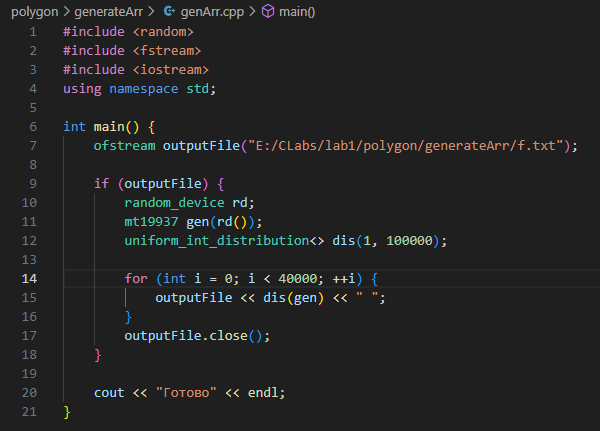 polygon > generateArr > genArr.cpp > main()
1 #include <random>
2 #include <fstream>
3 #include <iostream>
4 using namespace std;
5
6 int main() {
7     ofstream outputFile("E:/CLabs/lab1/polygon/generateArr/f.txt");
8
9     if (outputFile) {
10         random_device rd;
11         mt19937 gen(rd());
12         uniform_int_distribution<> dis(1, 100000);
13
14         for (int i = 0; i < 40000; ++i) {
15             outputFile << dis(gen) << " ";
16         }
17         outputFile.close();
18     }
19
20     cout << "Готово" << endl;
21 }